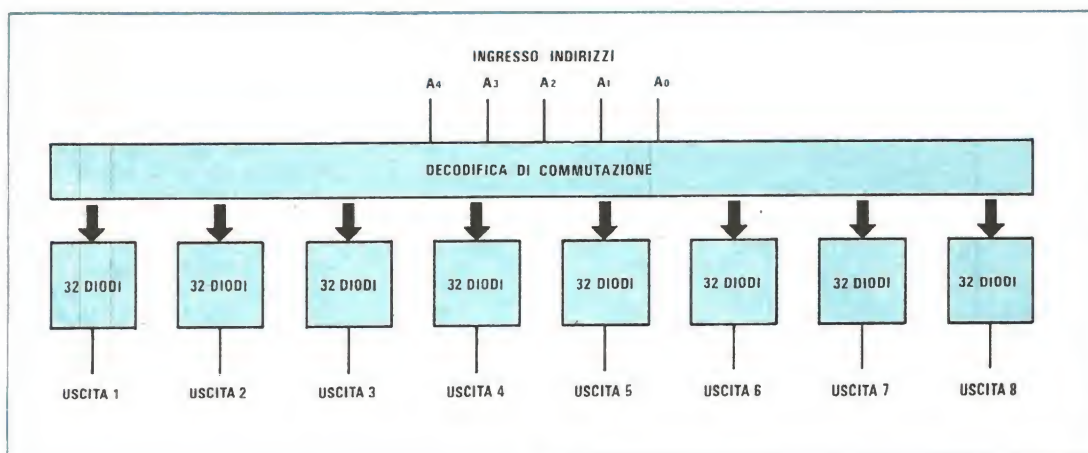 INGRESSO INDIRIZZI
A4 A3 A2 A1 A0
DECODIFICA DI COMMUTAZIONE
32 DIODI 32 DIODI 32 DIODI 32 DIODI 32 DIODI 32 DIODI 32 DIODI 32 DIODI
USCITA 1 USCITA 2 USCITA 3 USCITA 4 USCITA 5 USCITA 6 USCITA 7 USCITA 8